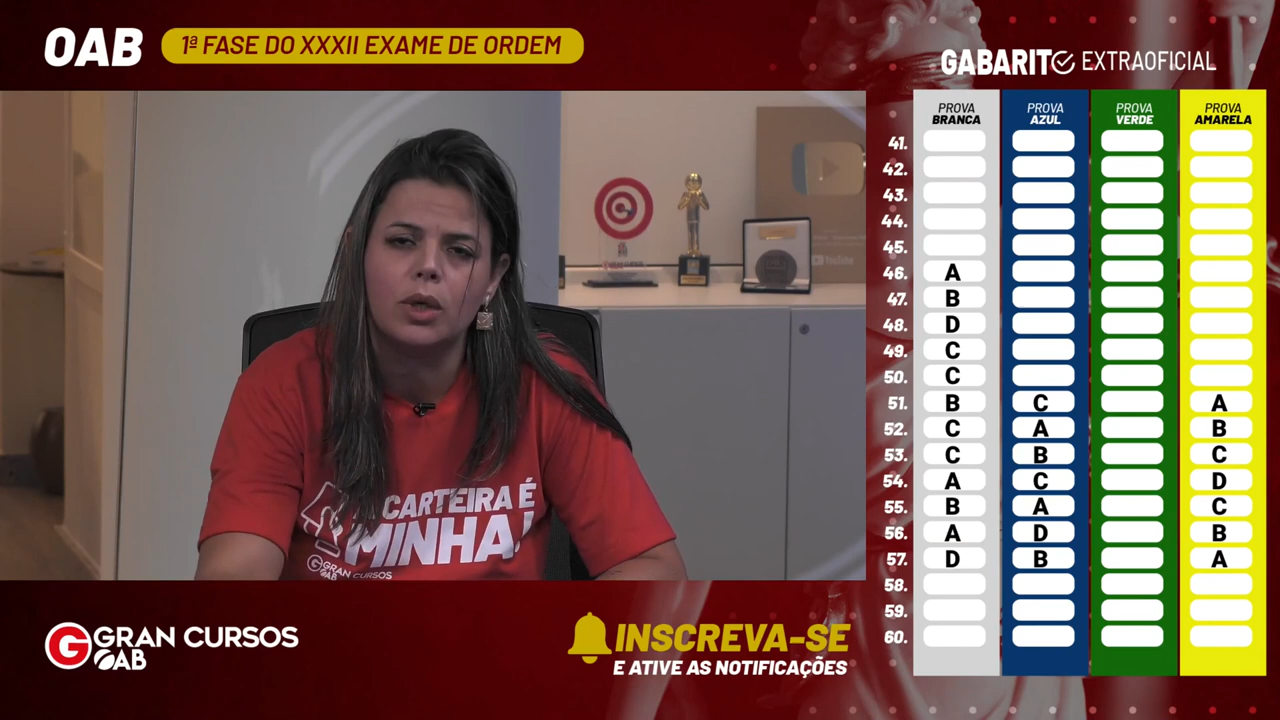 OAB
1ª FASE DO XXXII EXAME DE ORDEM
GABARITO EXTRAOFICIAL
PROVA BRANCA
PROVA AZUL
PROVA VERDE
PROVA AMARELA
41.
42.
43.
44.
45.
46. A
47. B
48. D
49. C
50. C
51. B C A
52. C A B
53. C B C
54. A C D
55. B A C
56. A D B
57. D B A
58.
59.
60.
YouTube
CARTEIRA É
MINHA!
GRAN CURSOS
OAB
G GRAN CURSOS
OAB
INSCREVA-SE
E ATIVE AS NOTIFICAÇÕES